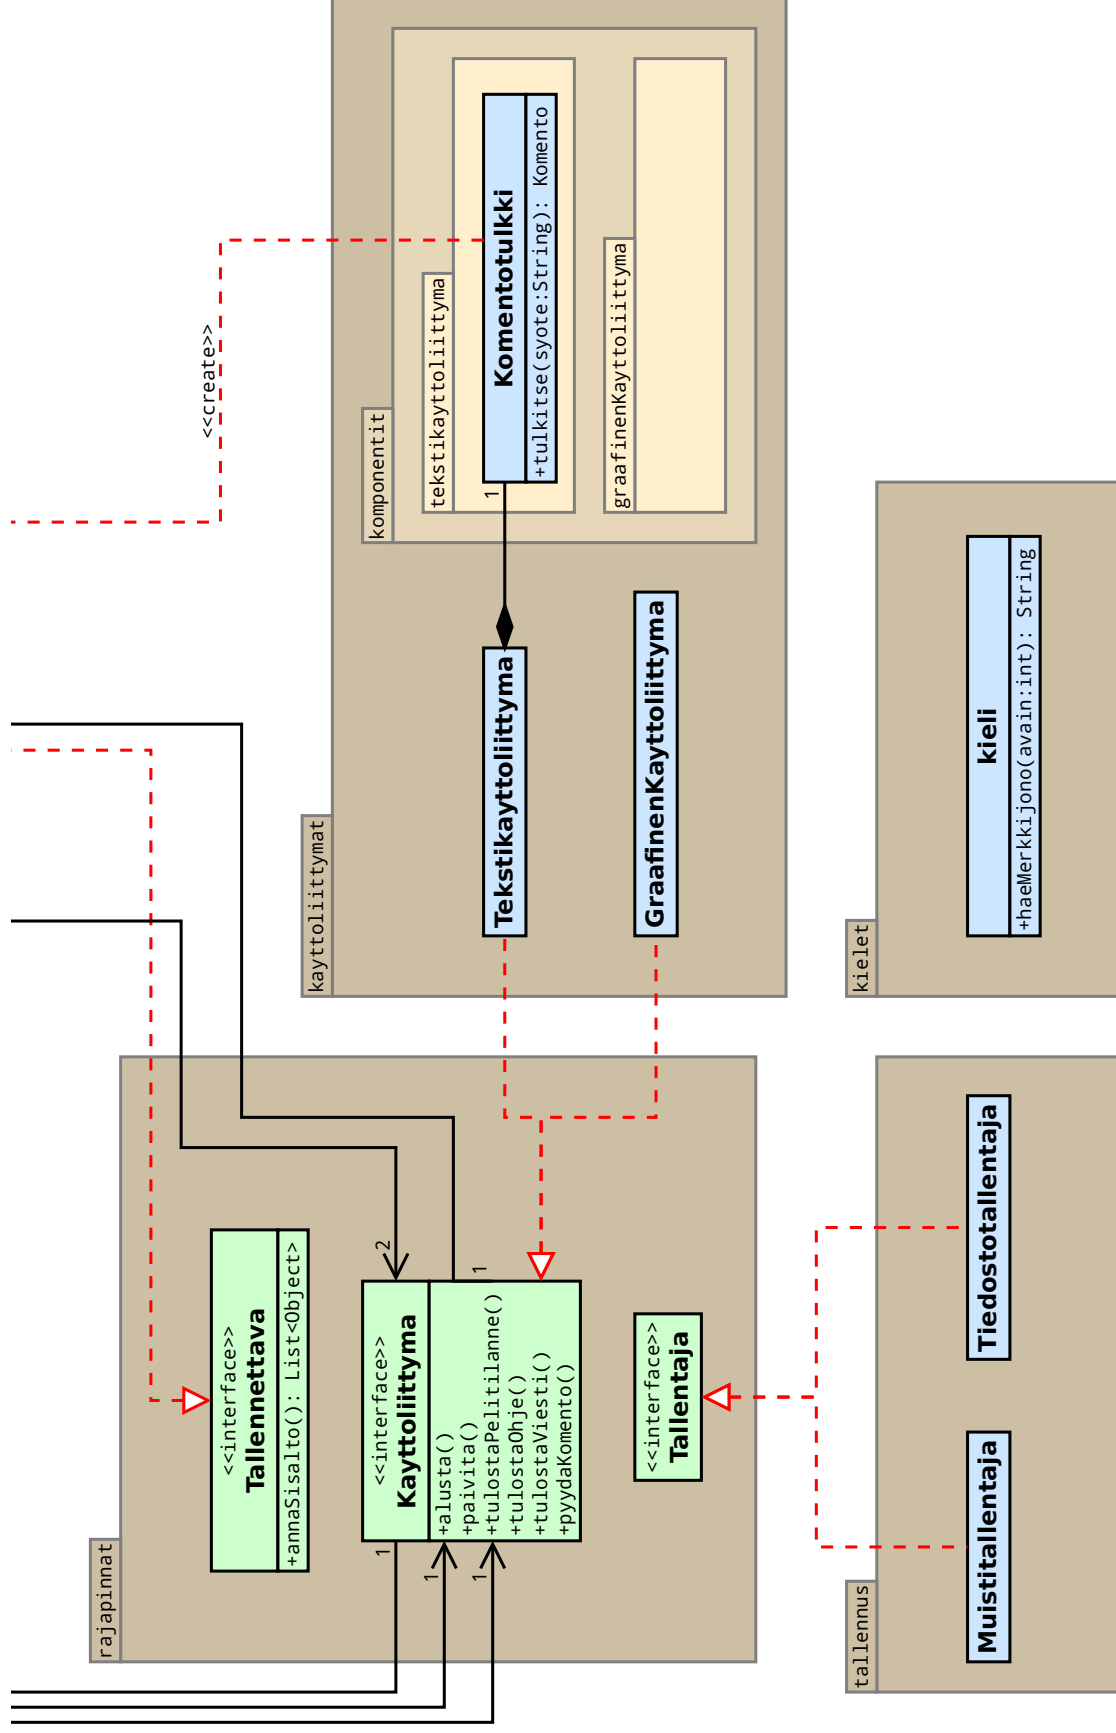 rajapinnat
<<interface>>
Tallennettava
+annaSisalto(): List<Object>
<<interface>>
Kayttoliittyma
+alusta()
+paivita()
+tulostaPelitilanne()
+tulostaOhje()
+tulostaViesti()
+pyydaKomento()
1
1
1
2
1
<<interface>>
Tallentaja
tallennus
Muistitallentaja
Tiedostotallentaja
kayttoliittymat
Tekstikayttoliittyma
GraafinenKayttoliittyma
komponentit
tekstikayttoliittyma
1
Komentotulkki
+tulkitse(syote:String): Komento
graafinenKayttoliittyma
<<create>>
kielet
kieli
+haeMerkkijono(avain:int): String